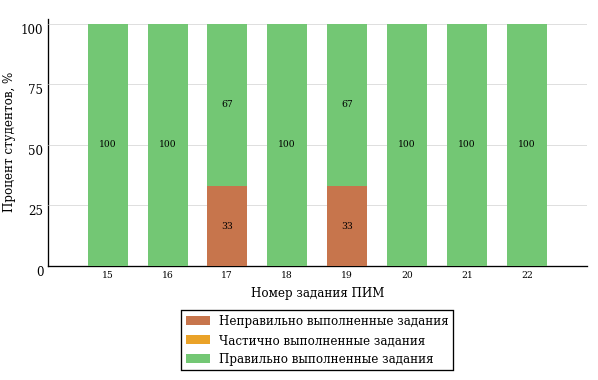 Процент студентов, %
100
75
50
25
0
100
100
67
33
100
67
33
100
100
100
15 16 17 18 19 20 21 22
Номер задания ПИМ
Неправильно выполненные задания
Частично выполненные задания
Правильно выполненные задания